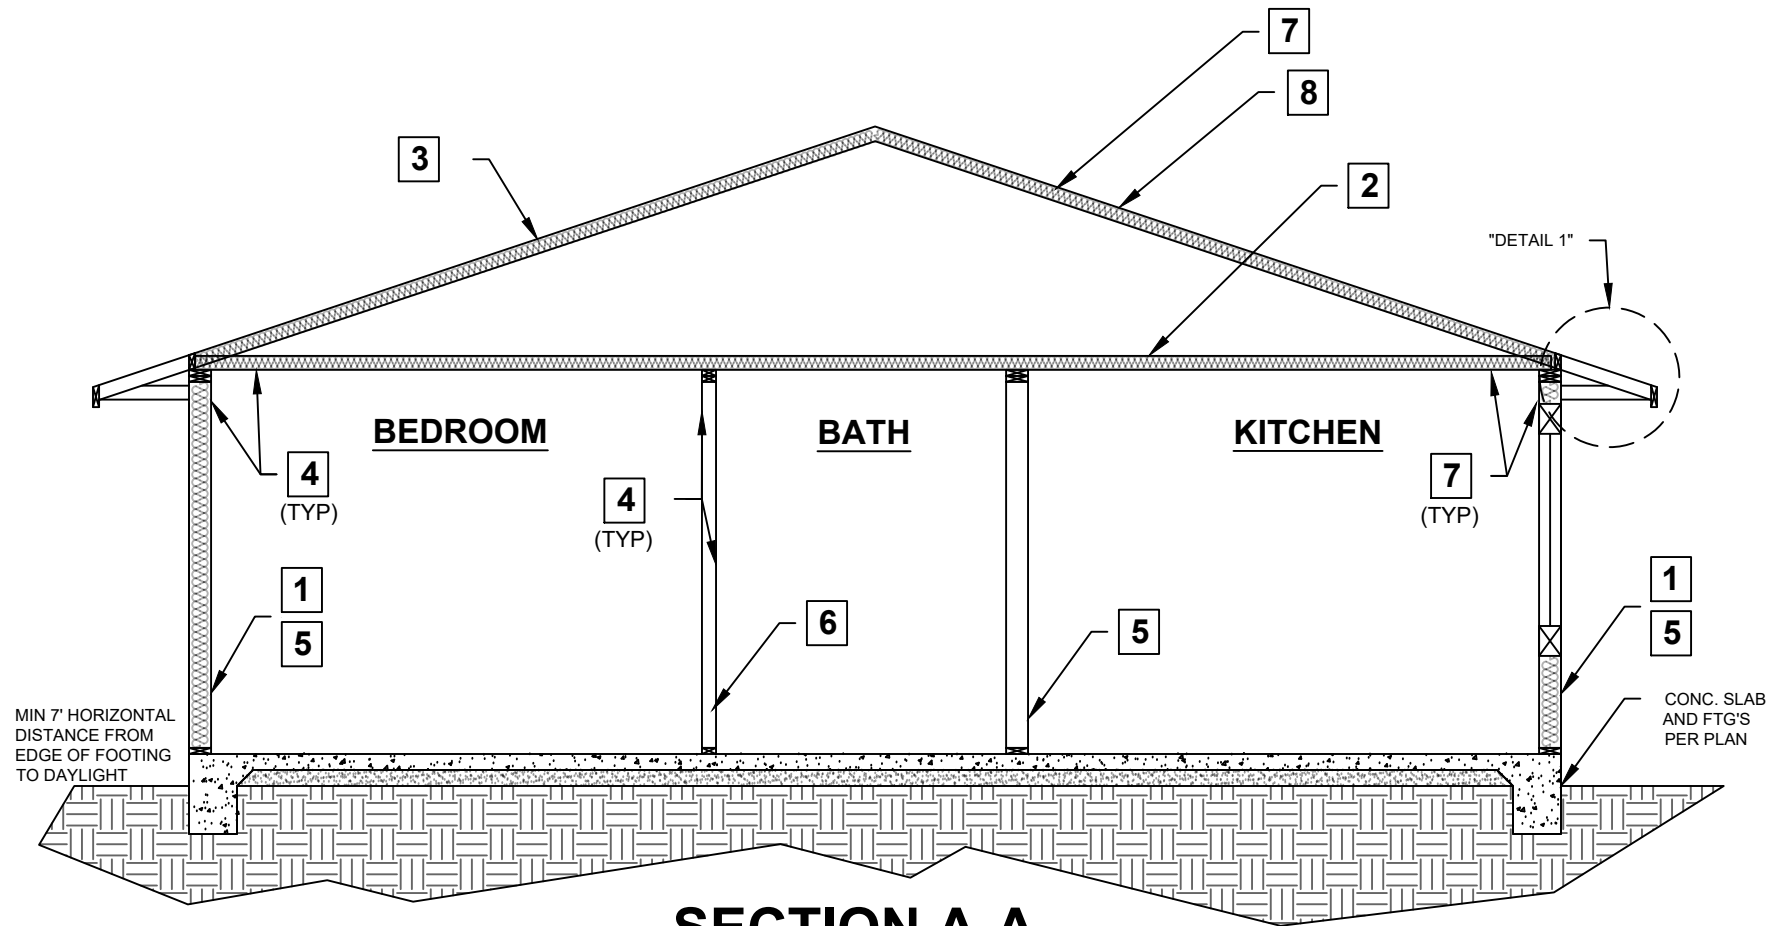 7
8
3
2
"DETAIL 1"
BEDROOM
BATH
KITCHEN
4
(TYP)
4
(TYP)
7
(TYP)
1
5
6
5
1
5
MIN 7' HORIZONTAL
DISTANCE FROM
EDGE OF FOOTING
TO DAYLIGHT
CONC. SLAB
AND FTG'S
PER PLAN
SECTION A-A